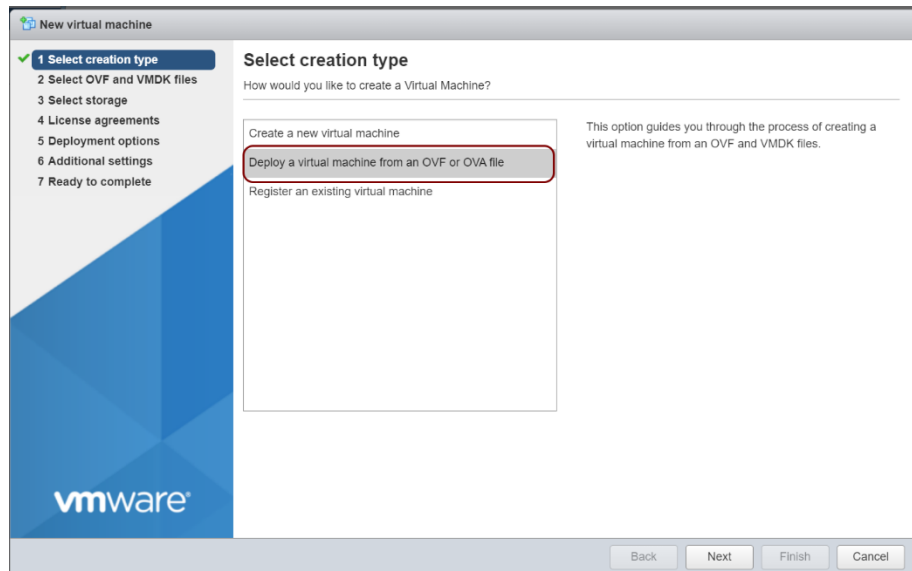 New virtual machine
1 Select creation type
2 Select OVF and VMDK files
3 Select storage
4 License agreements
5 Deployment options
6 Additional settings
7 Ready to complete
Select creation type
How would you like to create a Virtual Machine?
Create a new virtual machine
Deploy a virtual machine from an OVF or OVA file
Register an existing virtual machine
This option guides you through the process of creating a
virtual machine from an OVF and VMDK files.
vmware®
Back Next Finish Cancel